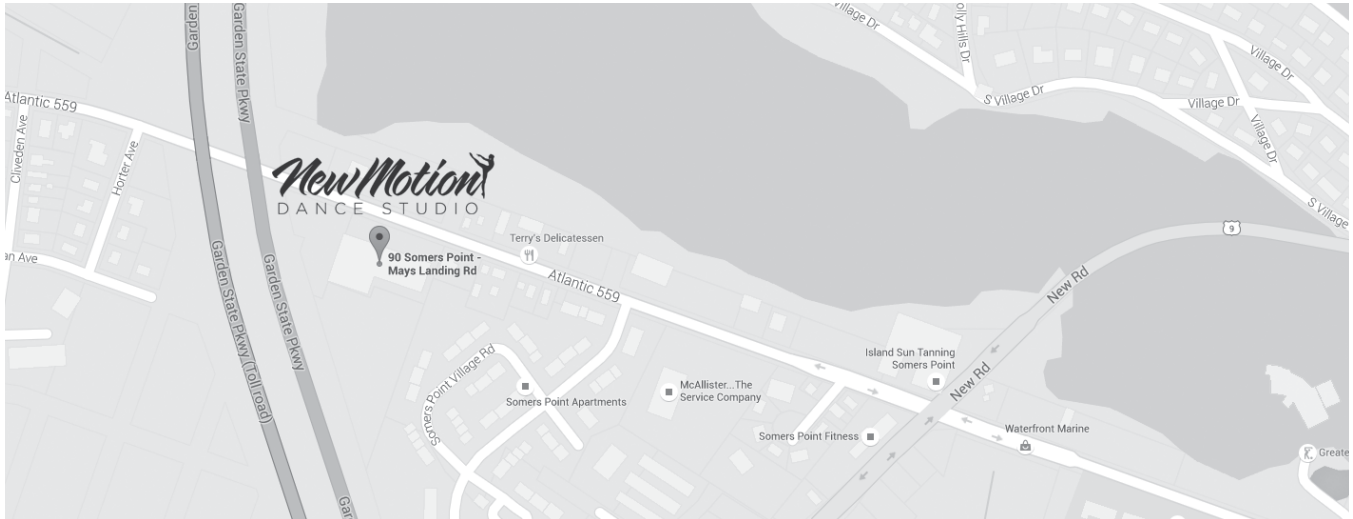 Garden
Garden State Pkwy
Village Dr
olly Hills Dr
Village Dr
Village Dr
S Village Dr
Village Dr
S Village
Atlantic 559
Cliveden Ave
Horter Ave
an Ave
New Motion
DANCE STUDIO
90 Somers Point -
Mays Landing Rd
Terry's Delicatessen
Atlantic 559
9
New Rd
Garden State Pkwy (Toll road)
Garden State Pkwy
Somers Point Village Rd
Somers Point Apartments
McAllister...The
Service Company
Island Sun Tanning
Somers Point
New Rd
Somers Point Fitness
Waterfront Marine
Greate
Gar